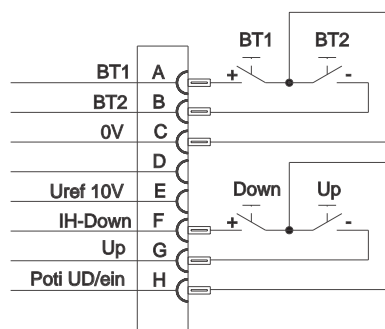 BT1 BT2
BT1 A + -
BT2 B
0V C
D
Uref 10V E Down Up
IH-Down F + -
Up G
Poti UD/ein H